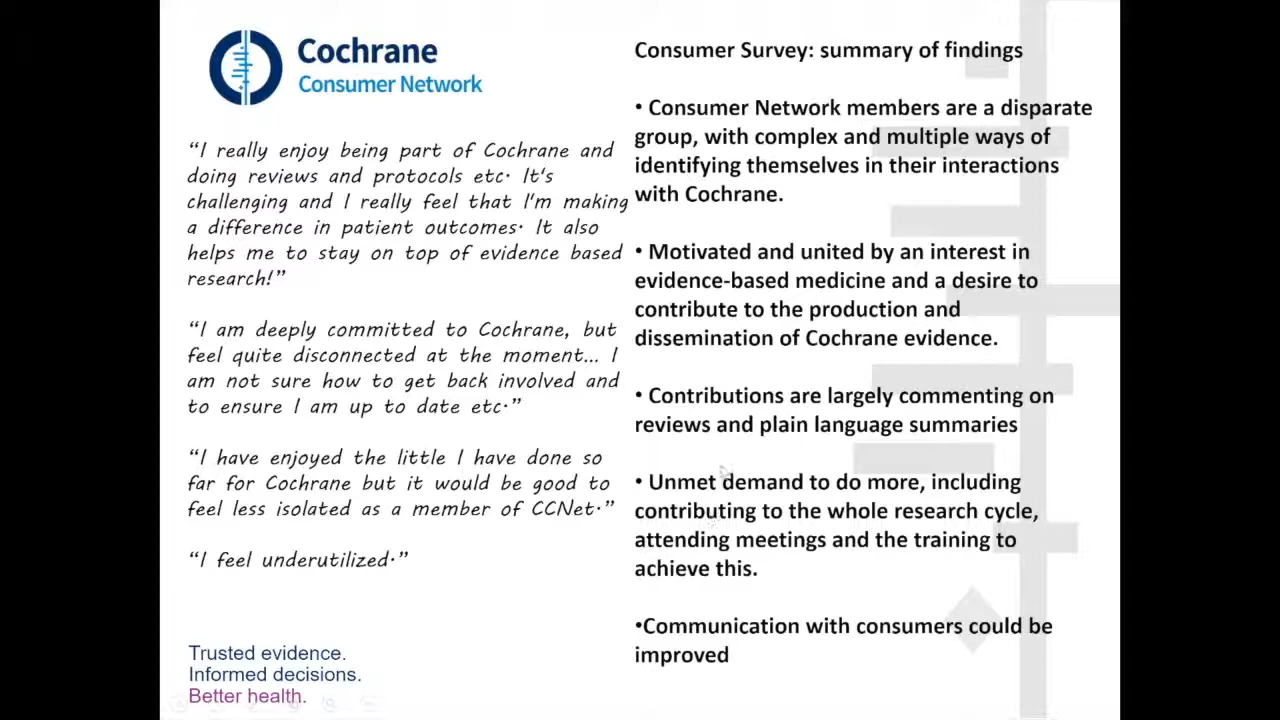 Cochrane
Consumer Network
“I really enjoy being part of Cochrane and
doing reviews and protocols etc. It's
challenging and I really feel that I'm making
a difference in patient outcomes. It also
helps me to stay on top of evidence based
research!”
“I am deeply committed to Cochrane, but
feel quite disconnected at the moment... I
am not sure how to get back involved and
to ensure I am up to date etc.”
“I have enjoyed the little I have done so
far for Cochrane but it would be good to
feel less isolated as a member of CCNet.”
“I feel underutilized.”
Trusted evidence.
Informed decisions.
Better health.
Consumer Survey: summary of findings
• Consumer Network members are a disparate
group, with complex and multiple ways of
identifying themselves in their interactions
with Cochrane.
• Motivated and united by an interest in
evidence-based medicine and a desire to
contribute to the production and
dissemination of Cochrane evidence.
• Contributions are largely commenting on
reviews and plain language summaries
• Unmet demand to do more, including
contributing to the whole research cycle,
attending meetings and the training to
achieve this.
•Communication with consumers could be
improved